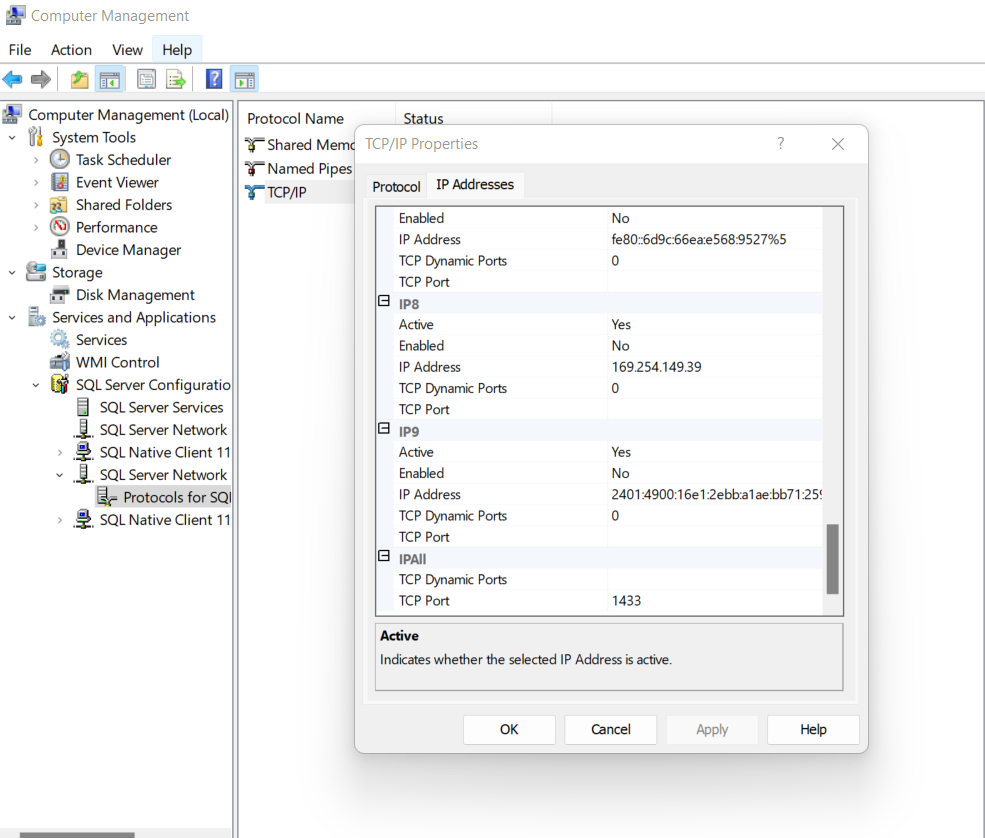 Computer Management
File Action View Help
Computer Management (Local)
System Tools
Task Scheduler
Event Viewer
Shared Folders
Performance
Device Manager
Storage
Disk Management
Services and Applications
Services
WMI Control
SQL Server Configuratio
SQL Server Services
SQL Server Network
SQL Native Client 11
SQL Server Network
Protocols for SQL
SQL Native Client 11
Protocol Name Status
Shared Memo
Named Pipes
TCP/IP
TCP/IP Properties
Protocol IP Addresses
Enabled No
IP Address fe80::6d9c:66ea:e568:9527%5
TCP Dynamic Ports 0
TCP Port
IP8
Active Yes
Enabled No
IP Address 169.254.149.39
TCP Dynamic Ports 0
TCP Port
IP9
Active Yes
Enabled No
IP Address 2401:4900:16e1:2ebb:a1ae:bb71:259
TCP Dynamic Ports 0
TCP Port
IPAll
TCP Dynamic Ports
TCP Port 1433
Active
Indicates whether the selected IP Address is active.
OK Cancel Apply Help